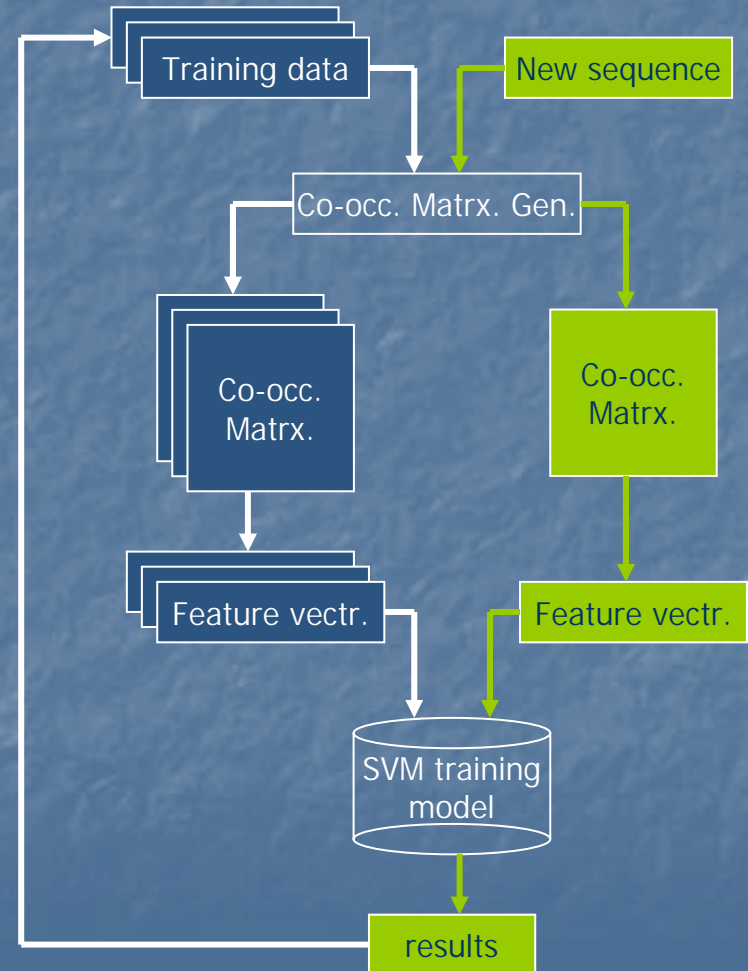 Training data
New sequence
Co-occ. Matrx. Gen.
Co-occ.
Matrx.
Co-occ.
Matrx.
Feature vectr.
Feature vectr.
SVM training
model
results